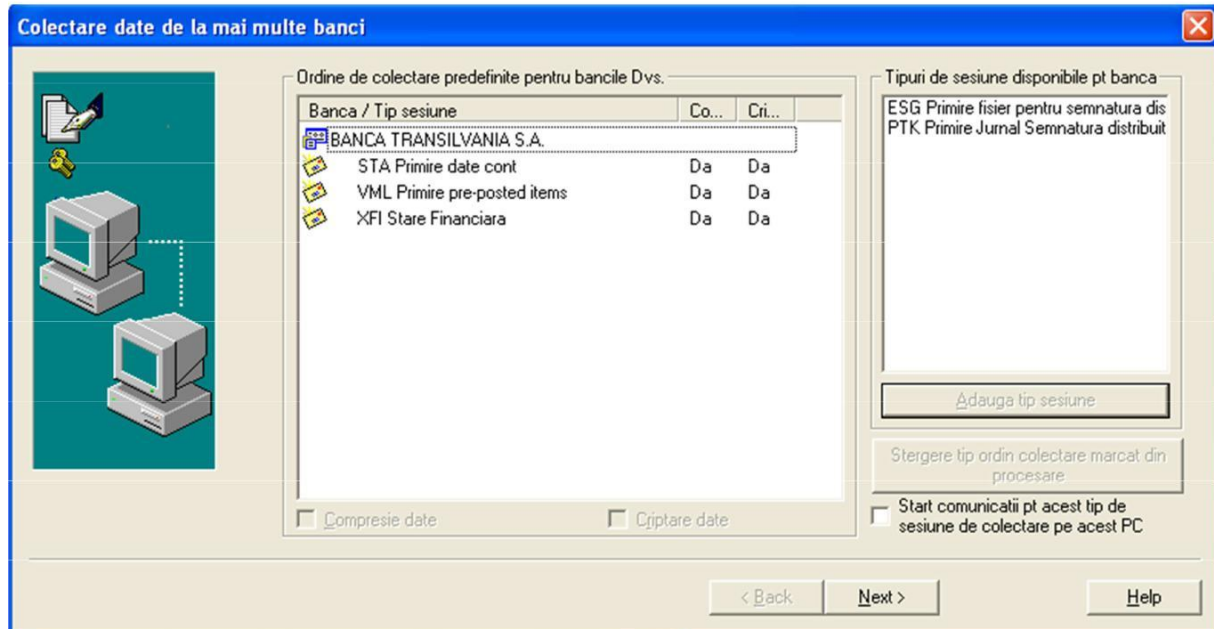 Colectare date de la mai multe banci
Ordine de colectare predefinite pentru bancile Dvs.
Banca / Tip sesiune Co... Cri...
BANCA TRANSILVANIA S.A.
STA Primire date cont Da Da
VML Primire pre-posted items Da Da
XFI Stare Financiara Da Da
Compresie date Criptare date
Tipuri de sesiune disponibile pt banca
ESG Primire fisier pentru semnatura dis
PTK Primire Jurnal Semnatura distribuit
Adauga tip sesiune
Stergere tip ordin colectare marcat din
procesare
Start comunicatii pt acest tip de
sesiune de colectare pe acest PC
< Back Next > Help